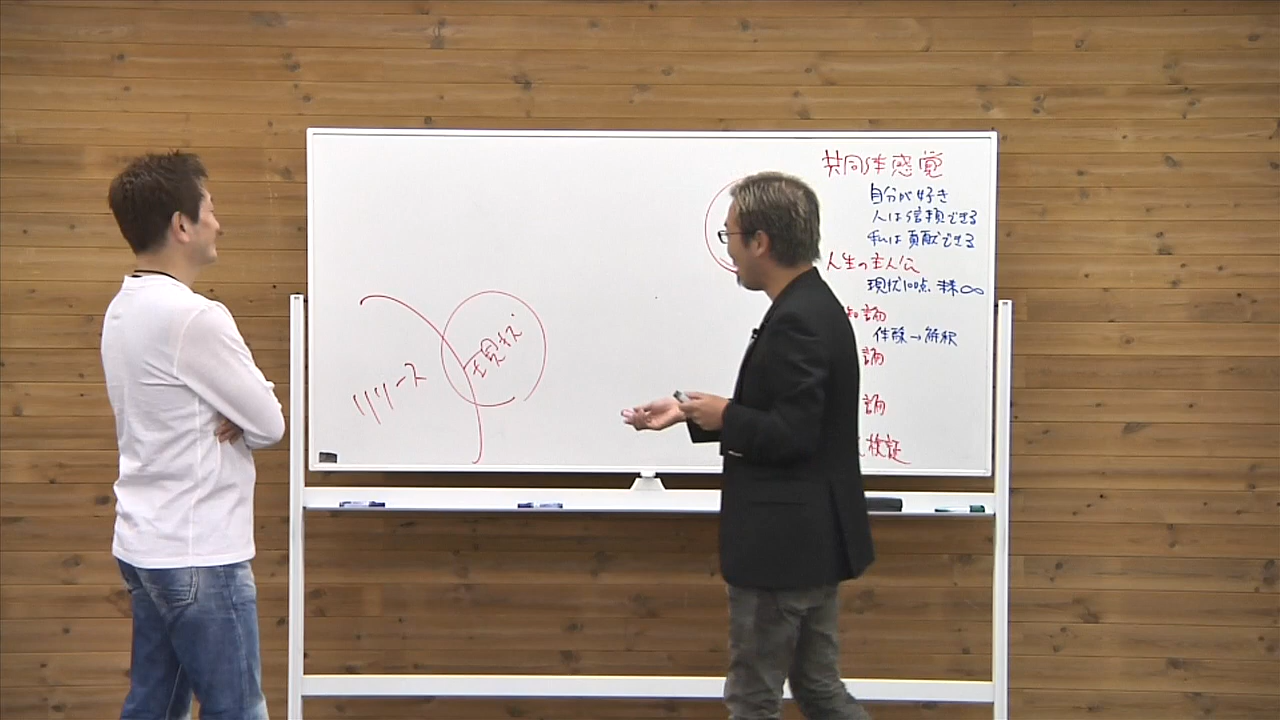 共同体感覚
自分が好き
人は信頼できる
私は貢献できる
人生の主人公
現状100点 株∞
知論
体験→解釈
論
論
検証
現状
リリース